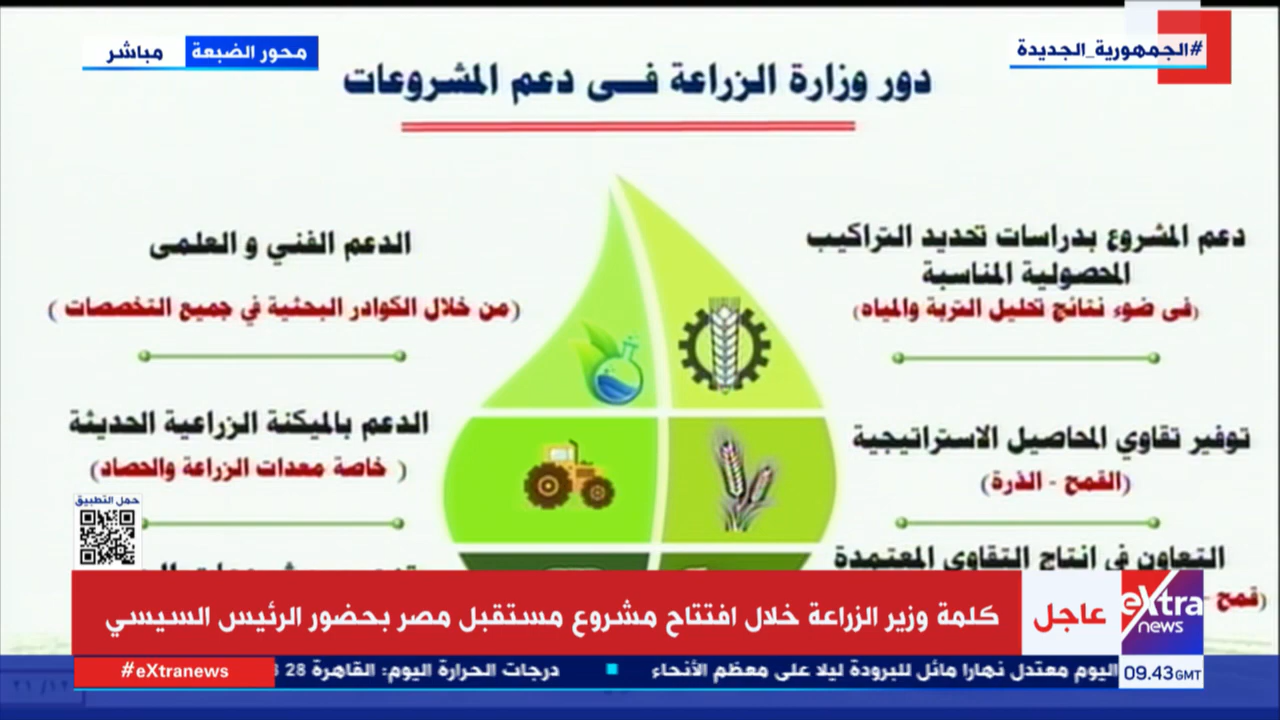 #الجمهورية_الجديدة
محور الضبعة
مباشر
دور وزارة الزراعة فى دعم المشروعات
دعم المشروع بدراسات تحديد التراكيب
المحصولية المناسبة
(فى ضوء نتائج تحليل التربة والمياه)
الدعم الفني و العلمى
(من خلال الكوادر البحثية في جميع التخصصات )
توفير تقاوي المحاصيل الاستراتيجية
(القمح - الذرة)
الدعم بالميكنة الزراعية الحديثة
( خاصة معدات الزراعة والحصاد)
حمل التطبيق
التعاون في انتاج التقاوي المعتمدة
قمح -
عاجل
كلمة وزير الزراعة خلال افتتاح مشروع مستقبل مصر بحضور الرئيس السيسي
eXtra
news
اليوم معتدل نهارا مائل للبرودة ليلا على معظم الأنحاء
درجات الحرارة اليوم: القاهرة 28
#eXtranews
09.43 GMT